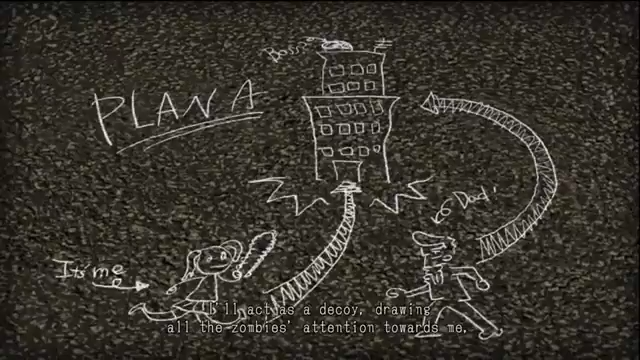 Boss?
PLAN A
Dad!
It's me
I'll act as a decoy, drawing
all the zombies' attention towards me,